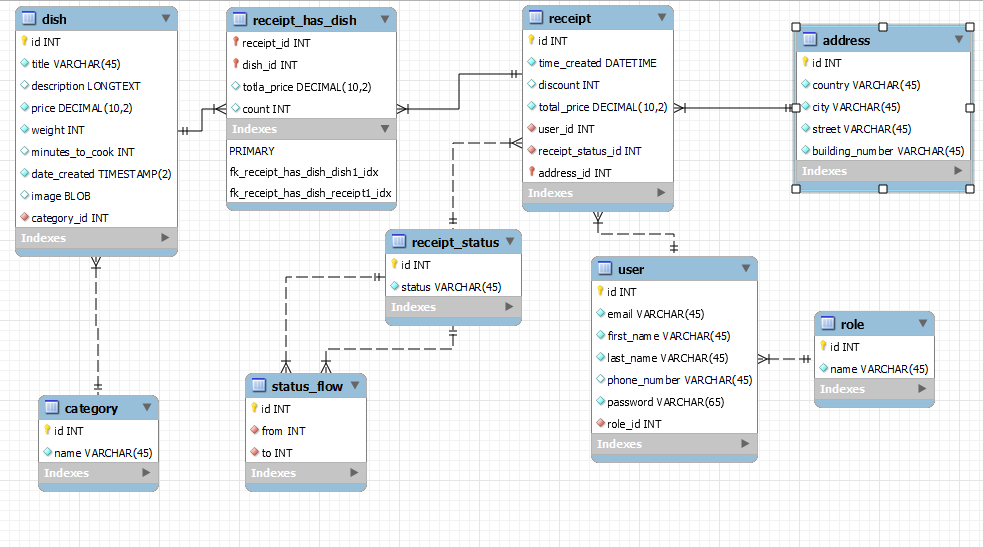 dish
id INT
title VARCHAR(45)
description LONGTEXT
price DECIMAL(10,2)
weight INT
minutes_to_cook INT
date_created TIMESTAMP(2)
image BLOB
category_id INT
Indexes
receipt_has_dish
receipt_id INT
dish_id INT
totla_price DECIMAL(10,2)
count INT
Indexes
PRIMARY
fk_receipt_has_dish_dish1_idx
fk_receipt_has_dish_receipt1_idx
receipt
id INT
time_created DATETIME
discount INT
total_price DECIMAL(10,2)
user_id INT
receipt_status_id INT
address_id INT
Indexes
address
id INT
country VARCHAR(45)
city VARCHAR(45)
street VARCHAR(45)
building_number VARCHAR(45)
Indexes
receipt_status
id INT
status VARCHAR(45)
Indexes
user
id INT
email VARCHAR(45)
first_name VARCHAR(45)
last_name VARCHAR(45)
phone_number VARCHAR(45)
password VARCHAR(65)
role_id INT
Indexes
role
id INT
name VARCHAR(45)
Indexes
category
id INT
name VARCHAR(45)
Indexes
status_flow
id INT
from INT
to INT
Indexes